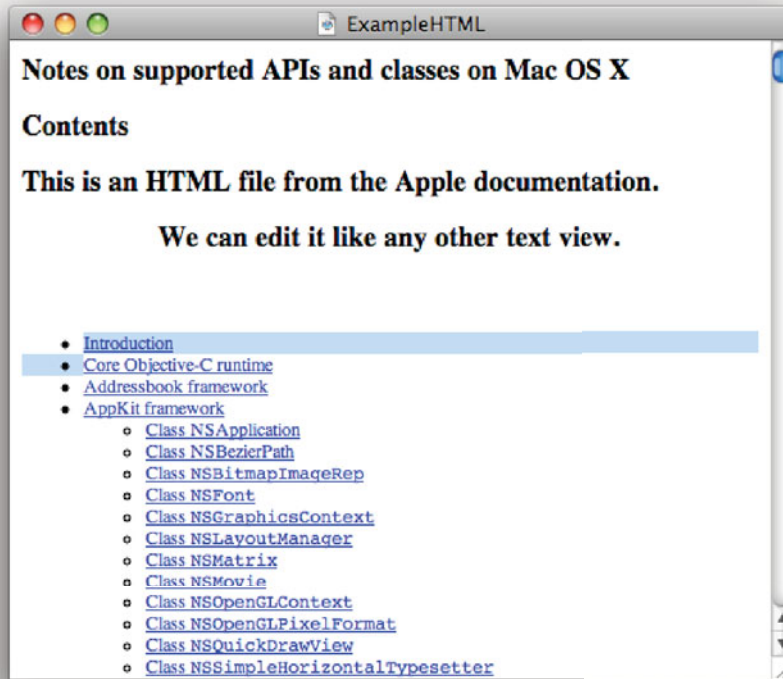 ExampleHTML
Notes on supported APIs and classes on Mac OS X
Contents
This is an HTML file from the Apple documentation.
We can edit it like any other text view.
Introduction
Core Objective-C runtime
Addressbook framework
AppKit framework
Class NSApplication
Class NSBezierPath
Class NSBitmapImageRep
Class NSFont
Class NSGraphicsContext
Class NSLayoutManager
Class NSMatrix
Class NSMovie
Class NSOpenGLContext
Class NSOpenGLPixelFormat
Class NSQuickDrawView
Class NSSimpleHorizontalTypesetter